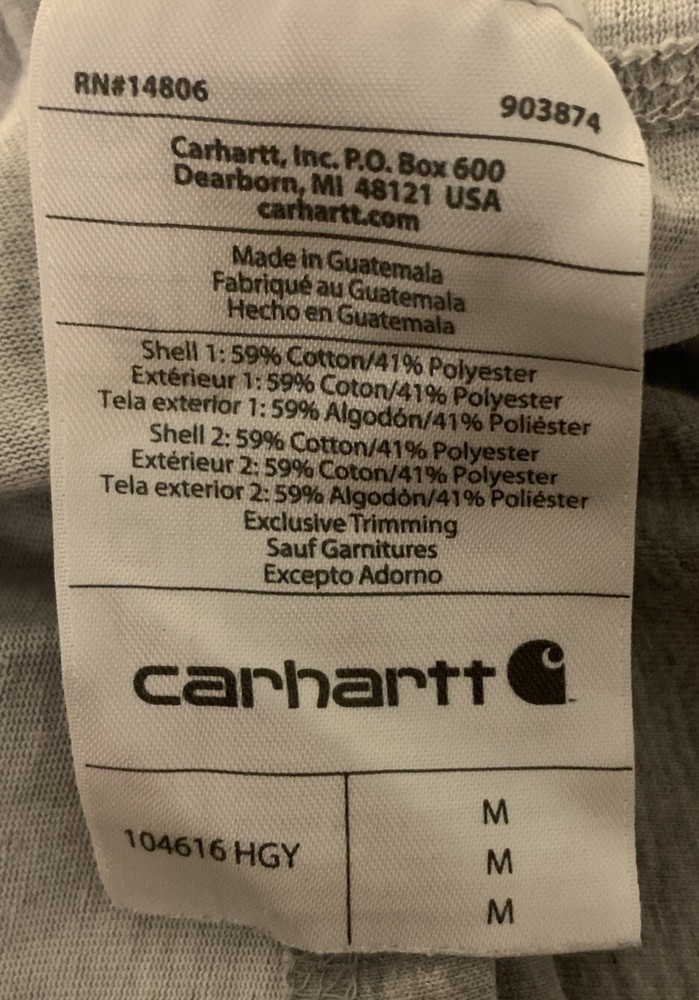 RN#14806
903874
Carhartt, Inc. P.O. Box 600
Dearborn, MI 48121 USA
carhartt.com
Made in Guatemala
Fabriqué au Guatemala
Hecho en Guatemala
Shell 1: 59% Cotton/41% Polyester
Extérieur 1: 59% Coton/41% Polyester
Tela exterior 1: 59% Algodón/41% Poliéster
Shell 2: 59% Cotton/41% Polyester
Extérieur 2: 59% Coton/41% Polyester
Tela exterior 2: 59% Algodón/41% Poliéster
Exclusive Trimming
Sauf Garnitures
Excepto Adorno
carhartt
104616 HGY
M
M
M